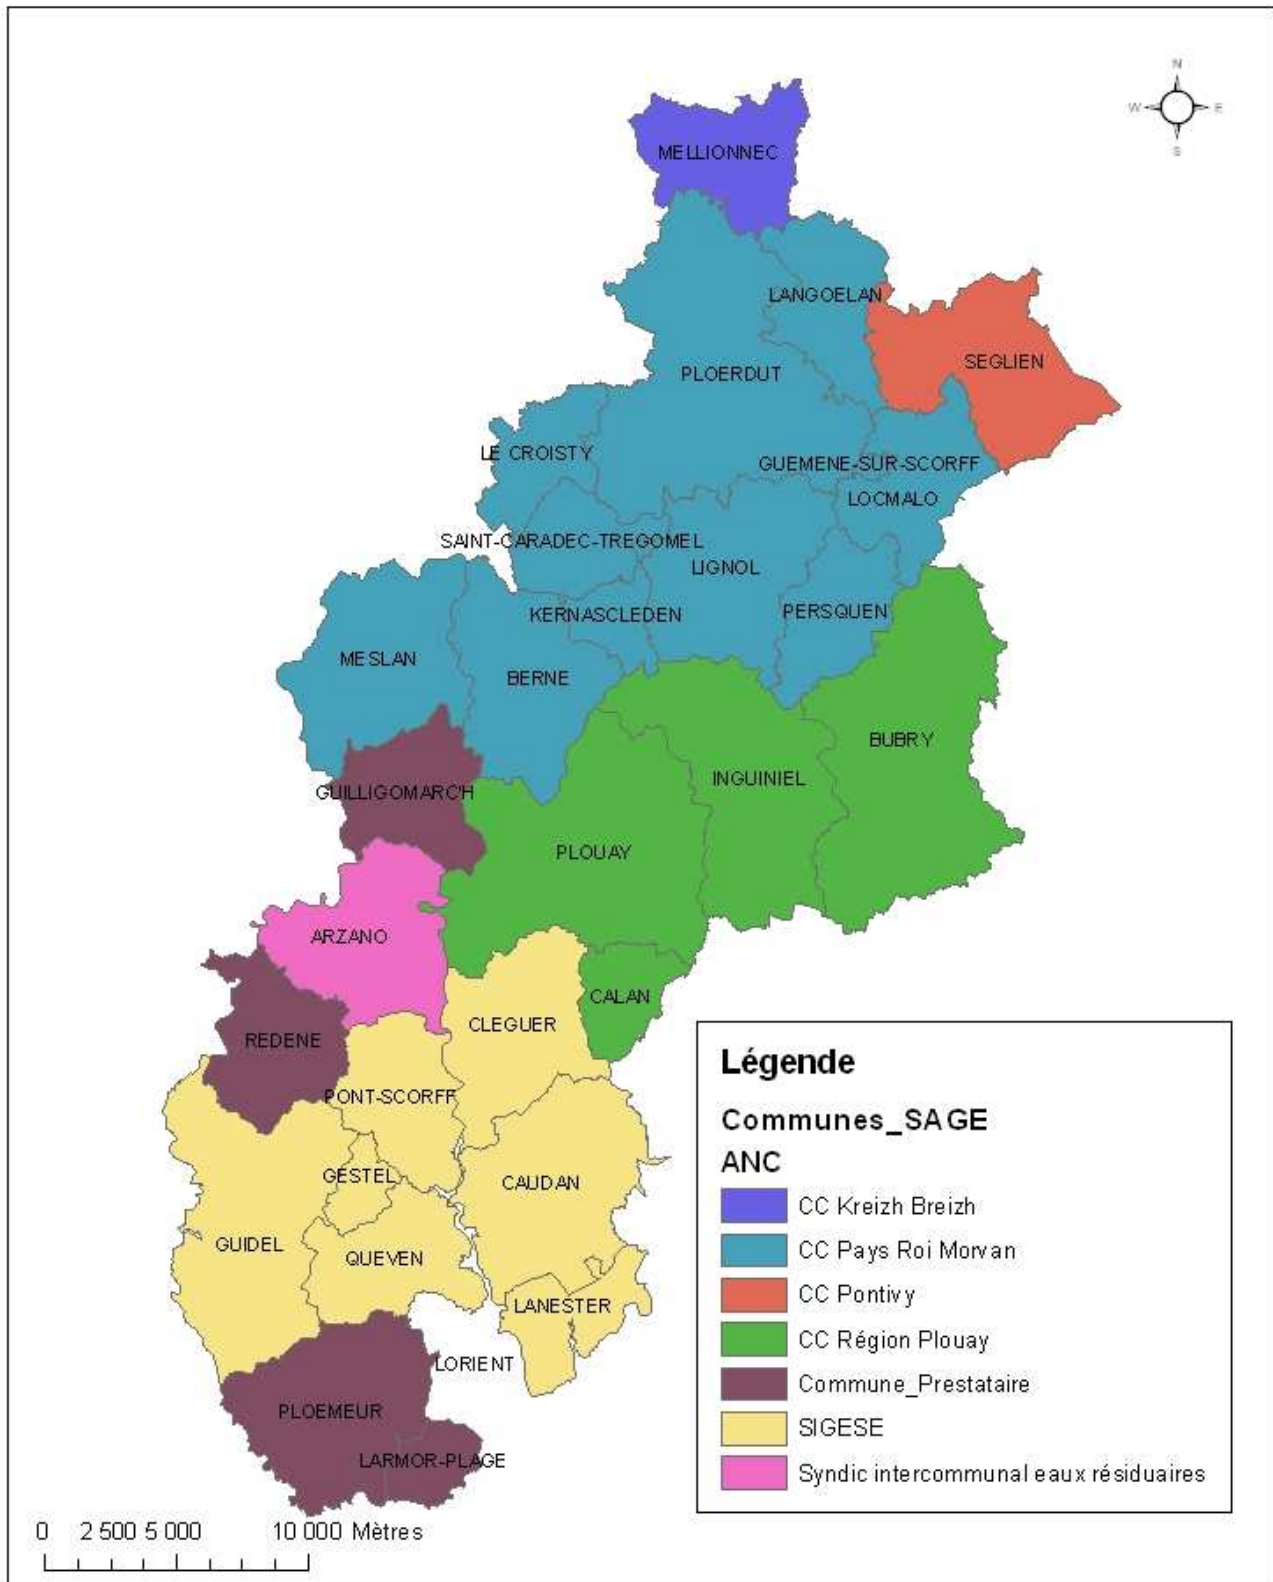 N
W E
S
MELLIONNEC
LANGOELAN
SEGLIEN
PLOERDUT
LE CROISTY
GUEMENE-SUR-SCORFF
LOCMALO
SAINT-CARADEC-TREGOMEL
LIGNOL
KERNASCLEDEN
PERSQUEN
MESLAN
BERNE
BUBRY
INGUINIEL
GUILLIGOMARC'H
PLOUAY
ARZANO
CALAN
CLEGUER
REDENE
PONT-SCORFF
GESTEL
CAUDAN
GUIDEL
QUEVEN
LANESTER
LORIENT
PLOEMEUR
LARMOR-PLAGE
Légende
Communes_SAGE
ANC
CC Kreizh Breizh
CC Pays Roi Morvan
CC Pontivy
CC Région Plouay
Commune_Prestataire
SIGESE
Syndic intercommunal eaux résiduaires
0 2 500 5 000 10 000 Mètres